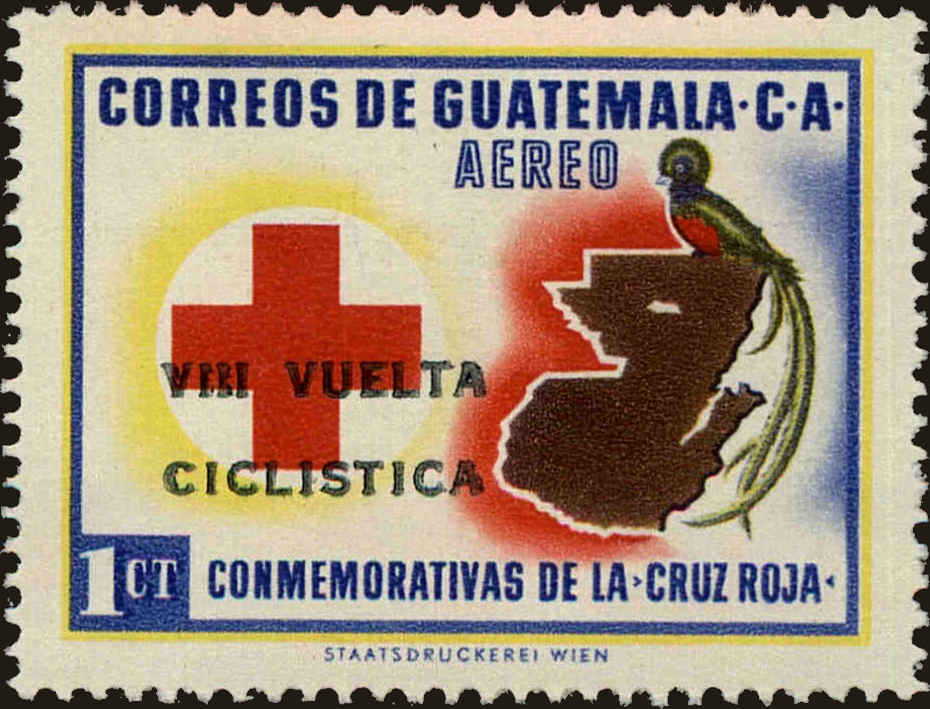 CORREOS DE GUATEMALA·C·A·
AEREO
VIII VUELTA
CICLISTICA
1 CT
CONMEMORATIVAS DE LA›CRUZ ROJA‹
STAATSDRUCKEREI WIEN